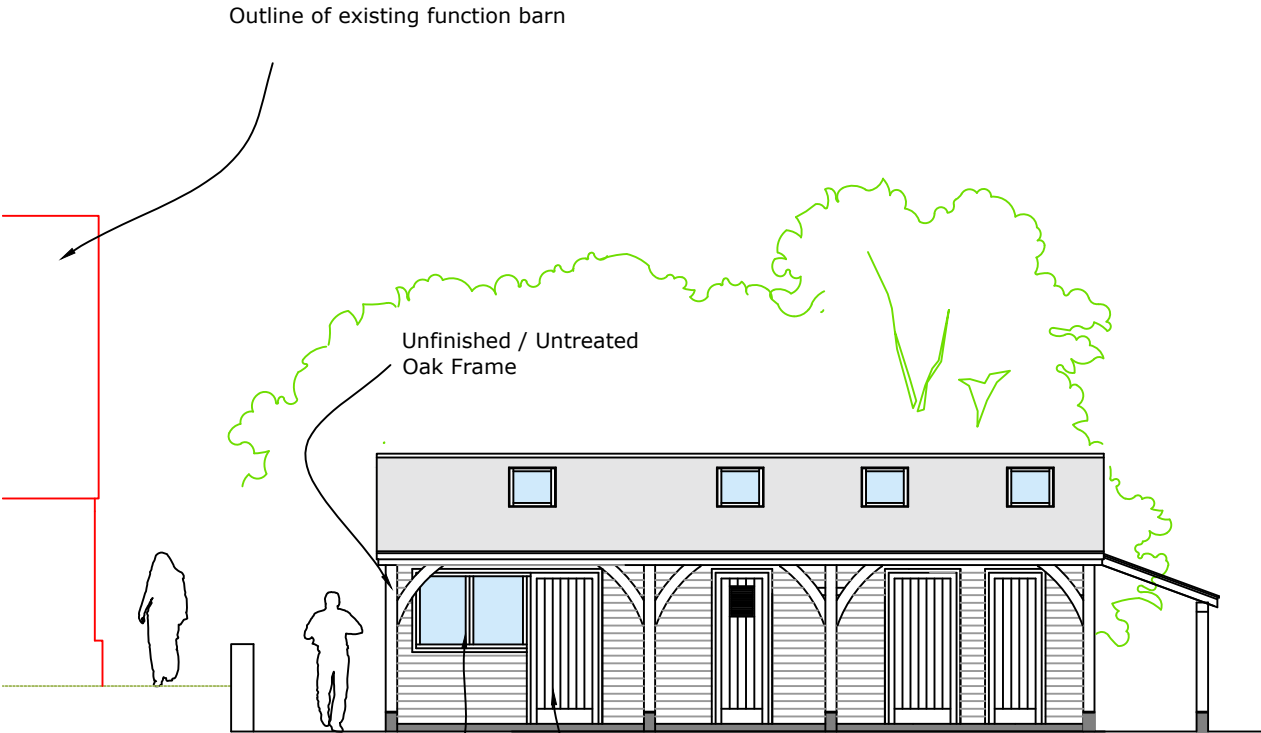 Outline of existing function barn
Unfinished / Untreated
Oak Frame